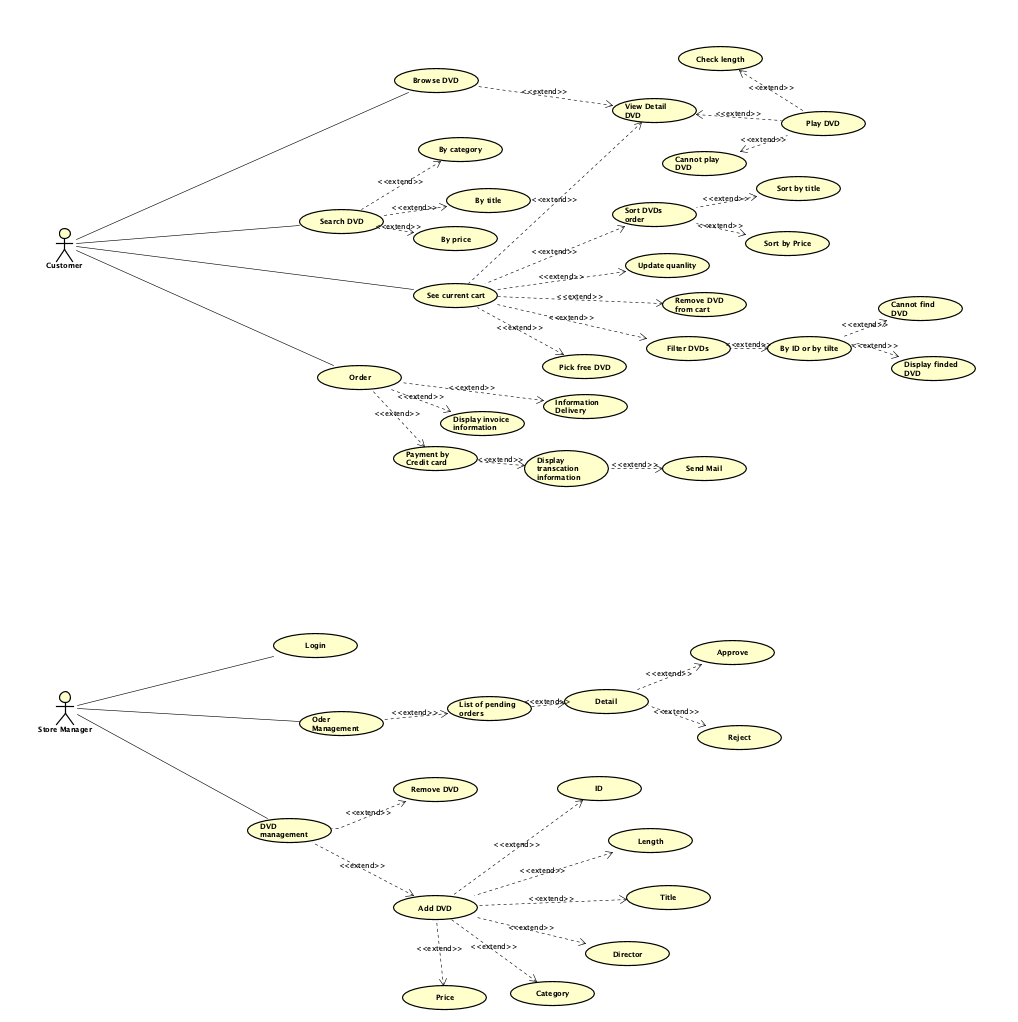 Check length
Browse DVD
<<extend>>
<<extend>>
View Detail
DVD
<<extend>>
Play DVD
<<extend>>
By category
Cannot play
DVD
<<extend>>
Sort by title
By title
<<extend>>
<<extend>>
<<extend>>
Sort DVDs
order
Search DVD
<<extend>>
<<extend>>
By price
Sort by Price
<<extend>>
Customer
Update quanlity
<<extend>>
See current cart
<<extend>>
Remove DVD
from cart
Cannot find
DVD
<<extend>>
<<extend>>
<<extend>>
Filter DVDs
<<extend>>
By ID or by tilte
<<extend>>
Pick free DVD
Display finded
DVD
Order
<<extend>>
<<extend>>
Information
Delivery
<<extend>>
Display invoice
information
Payment by
Credit card
<<extend>>
Display
transcation
information
<<extend>>
Send Mail
Login
Approve
<<extend>>
Store Manager
Oder
Management
<<extend>>
List of pending
orders
<<extend>>
Detail
<<extend>>
Reject
Remove DVD
ID
<<extend>>
DVD
management
Length
<<extend>>
<<extend>>
<<extend>>
Add DVD
<<extend>>
Title
<<extend>>
<<extend>>
<<extend>>
Director
Price
Category